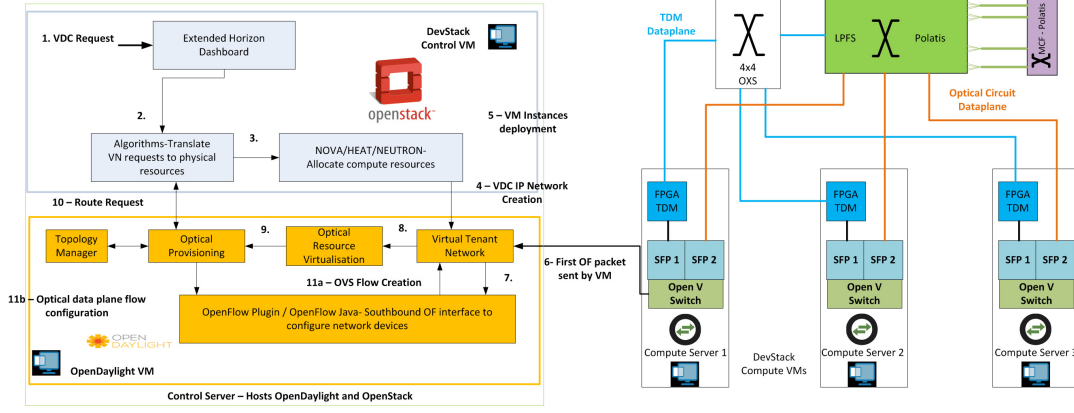 1. VDC Request
Extended Horizon
Dashboard
DevStack
Control VM
openstack™
2.
3.
5 – VM Instances
deployment
Algorithms-Translate
VN requests to physical
resources
NOVA/HEAT/NEUTRON-
Allocate compute resources
4 – VDC IP Network
Creation
10 – Route Request
Topology
Manager
Optical
Provisioning
9.
Optical
Resource
Virtualisation
8.
Virtual Tenant
Network
6- First OF packet
sent by VM
11a – OVS Flow Creation
7.
11b – Optical data plane flow
configuration
OpenFlow Plugin / OpenFlow Java- Southbound OF interface to
configure network devices
OPEN
DAYLIGHT
OpenDaylight VM
Control Server – Hosts OpenDaylight and OpenStack
TDM
Dataplane
4x4
OXS
LPFS
Polatis
MCF - Polatis
Optical Circuit
Dataplane
FPGA
TDM
SFP 1
SFP 2
Open V
Switch
Compute Server 1
DevStack
Compute VMs
FPGA
TDM
SFP 1
SFP 2
Open V
Switch
Compute Server 2
FPGA
TDM
SFP 1
SFP 2
Open V
Switch
Compute Server 3